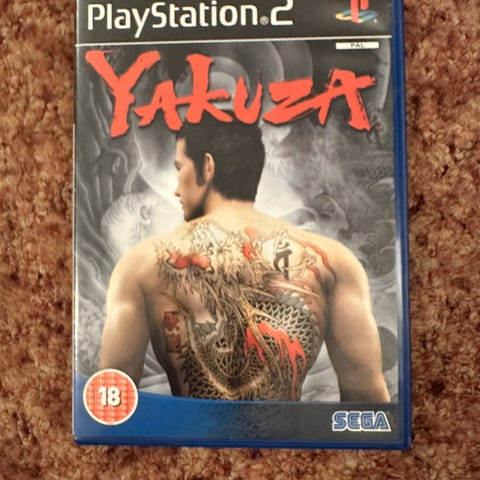 PlayStation®2
PAL
YAKUZA
18
SEGA